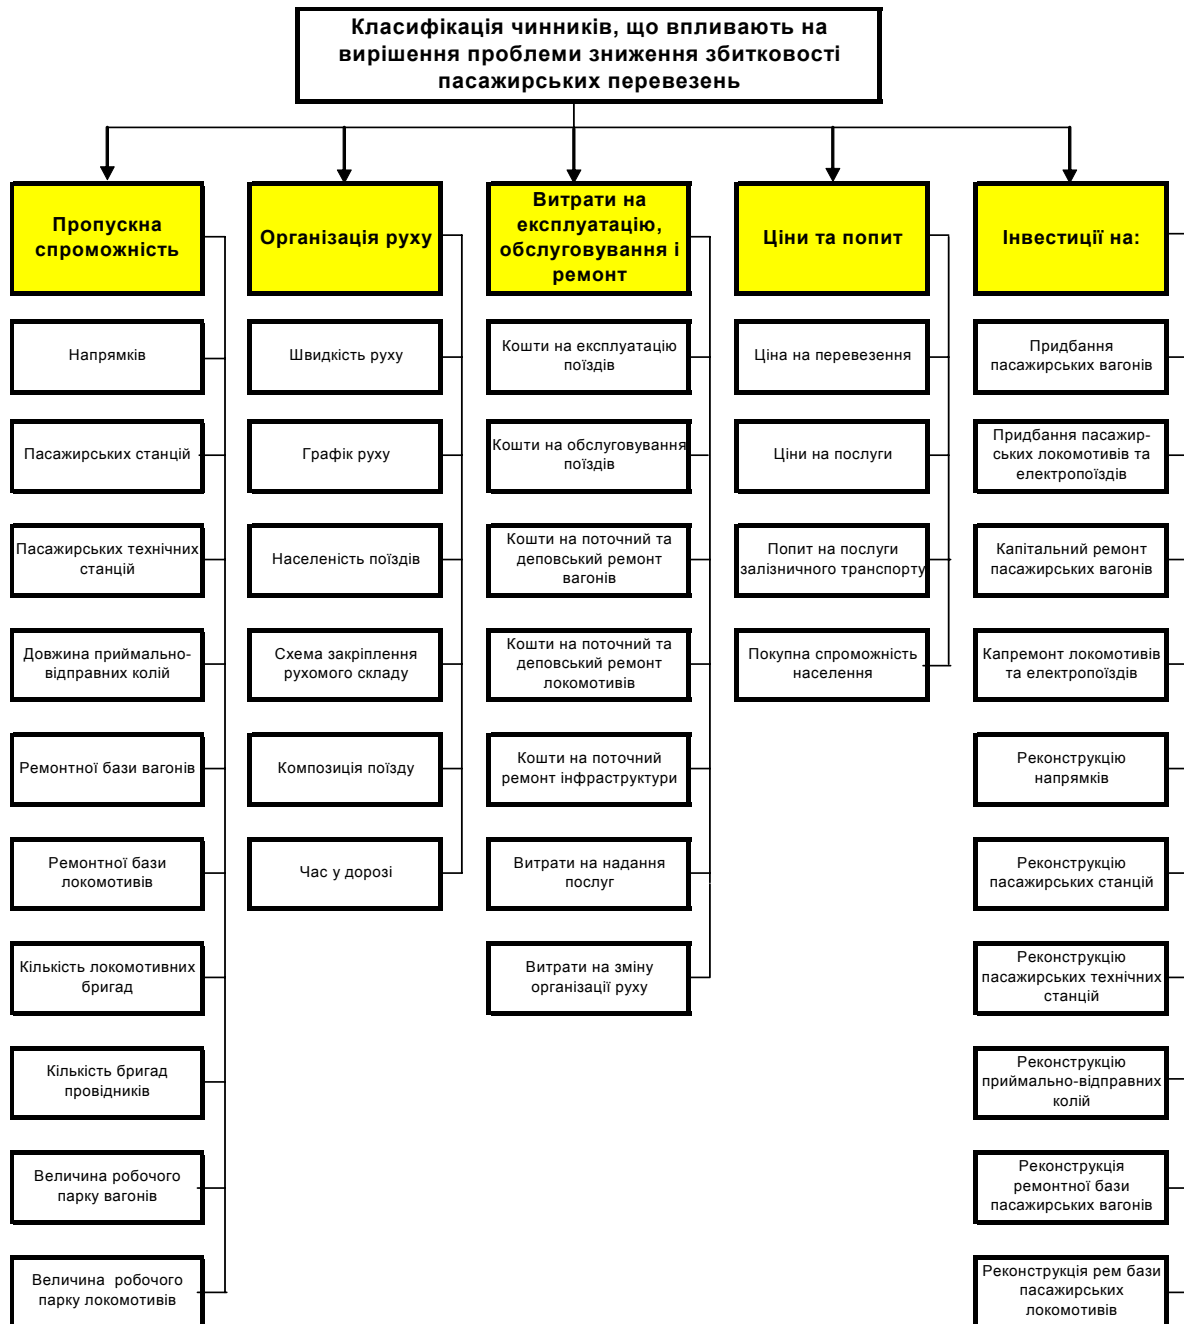 Класифікація чинників, що впливають на
вирішення проблеми зниження збитковості
пасажирських перевезень
Пропускна
спроможність
Напрямків
Пасажирських станцій
Пасажирських технічних
станцій
Довжина приймально-
відправних колій
Ремонтної бази вагонів
Ремонтної бази
локомотивів
Кількість локомотивних
бригад
Кількість бригад
провідників
Величина робочого
парку вагонів
Величина робочого
парку локомотивів
Організація руху
Швидкість руху
Графік руху
Населеність поїздів
Схема закріплення
рухомого складу
Композиція поїзду
Час у дорозі
Витрати на
експлуатацію,
обслуговування і
ремонт
Кошти на експлуатацію
поїздів
Кошти на обслуговування
поїздів
Кошти на поточний та
деповський ремонт
вагонів
Кошти на поточний та
деповський ремонт
локомотивів
Кошти на поточний
ремонт інфраструктури
Витрати на надання
послуг
Витрати на зміну
організації руху
Ціни та попит
Ціна на перевезення
Ціни на послуги
Попит на послуги
залізничного транспорту
Покупна спроможність
населення
Інвестиції на:
Придбання
пасажирських вагонів
Придбання пасажир-
ських локомотивів та
електропоїздів
Капітальний ремонт
пасажирських вагонів
Капремонт локомотивів
та електропоїздів
Реконструкцію
напрямків
Реконструкцію
пасажирських станцій
Реконструкцію
пасажирських технічних
станцій
Реконструкцію
приймально-відправних
колій
Реконструкція
ремонтної бази
пасажирських вагонів
Реконструкція рем бази
пасажирських
локомотивів